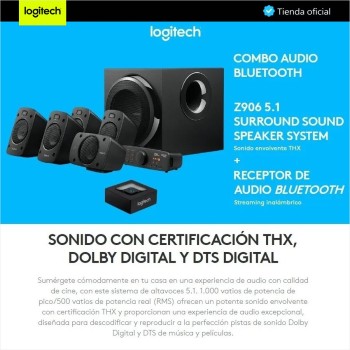 logitech
Tienda oficial
logitech
COMBO AUDIO
BLUETOOTH
Z906 5.1
SURROUND SOUND
SPEAKER SYSTEM
Sonido envolvente THX
+
RECEPTOR DE
AUDIO BLUETOOTH
Streaming inalámbrico
SONIDO CON CERTIFICACIÓN THX,
DOLBY DIGITAL Y DTS DIGITAL
Sumérgete cómodamente en tu casa en una experiencia de audio con calidad
de cine, con este sistema de altavoces 5.1. 1.000 vatios de potencia de
pico/500 vatios de potencia real (RMS) ofrecen un potente sonido envolvente
con certificación THX y proporcionan una experiencia de audio excepcional,
diseñada para descodificar y reproducir a la perfección pistas de sonido Dolby
Digital y DTS de música y películas.